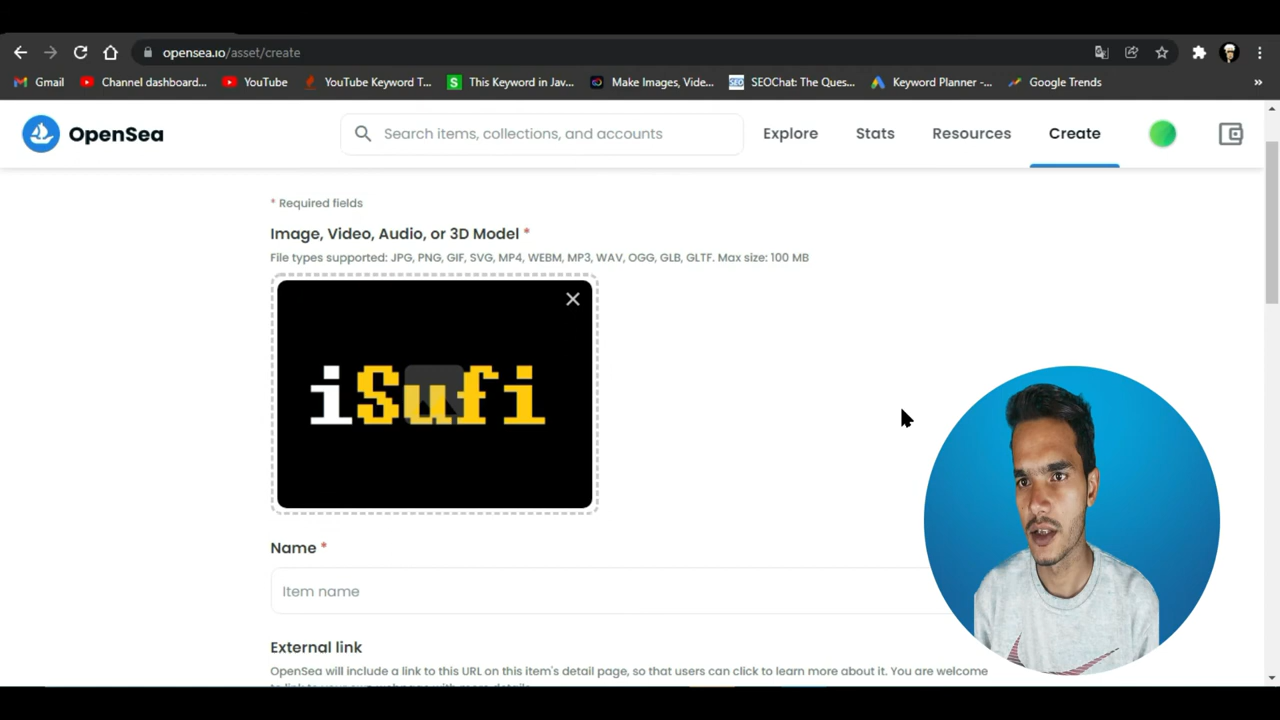 opensea.io/asset/create
Gmail
Channel dashboard...
YouTube
YouTube Keyword T...
This Keyword in Jav...
Make Images, Vide...
SEO SEOChat: The Ques...
Keyword Planner -...
Google Trends
»
OpenSea
Search items, collections, and accounts
Explore
Stats
Resources
Create
* Required fields
Image, Video, Audio, or 3D Model *
File types supported: JPG, PNG, GIF, SVG, MP4, WEBM, MP3, WAV, OGG, GLB, GLTF. Max size: 100 MB
iSufi
Name *
Item name
External link
OpenSea will include a link to this URL on this item's detail page, so that users can click to learn more about it. You are welcome